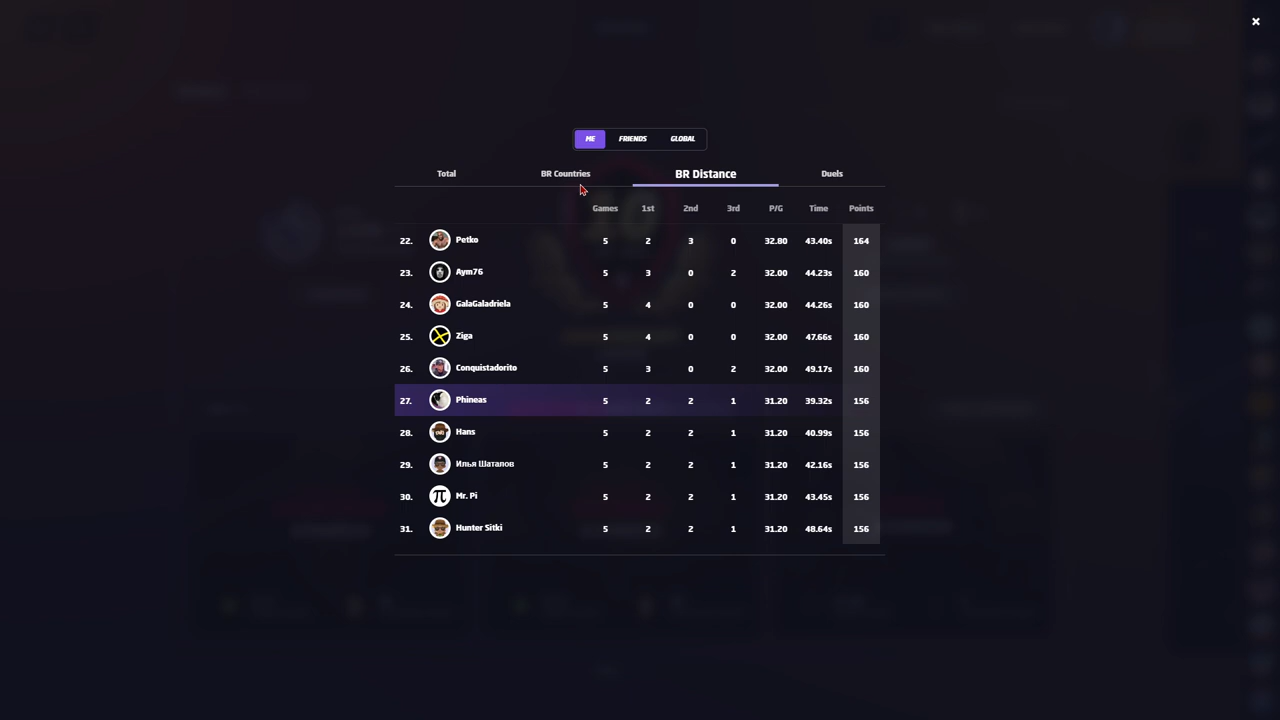 ×
ME FRIENDS GLOBAL
Total BR Countries BR Distance Duels
Games 1st 2nd 3rd P/G Time Points
22. Petko 5 2 3 0 32.80 43.40s 164
23. Aym76 5 3 0 2 32.00 44.23s 160
24. GalaGaladriela 5 4 0 0 32.00 44.26s 160
25. Ziga 5 4 0 0 32.00 47.66s 160
26. Conquistadorito 5 3 0 2 32.00 49.17s 160
27. Phineas 5 2 2 1 31.20 39.32s 156
28. Hans 5 2 2 1 31.20 40.99s 156
29. Илья Шаталов 5 2 2 1 31.20 42.16s 156
30. Mr. Pi 5 2 2 1 31.20 43.45s 156
31. Hunter Sitki 5 2 2 1 31.20 48.64s 156